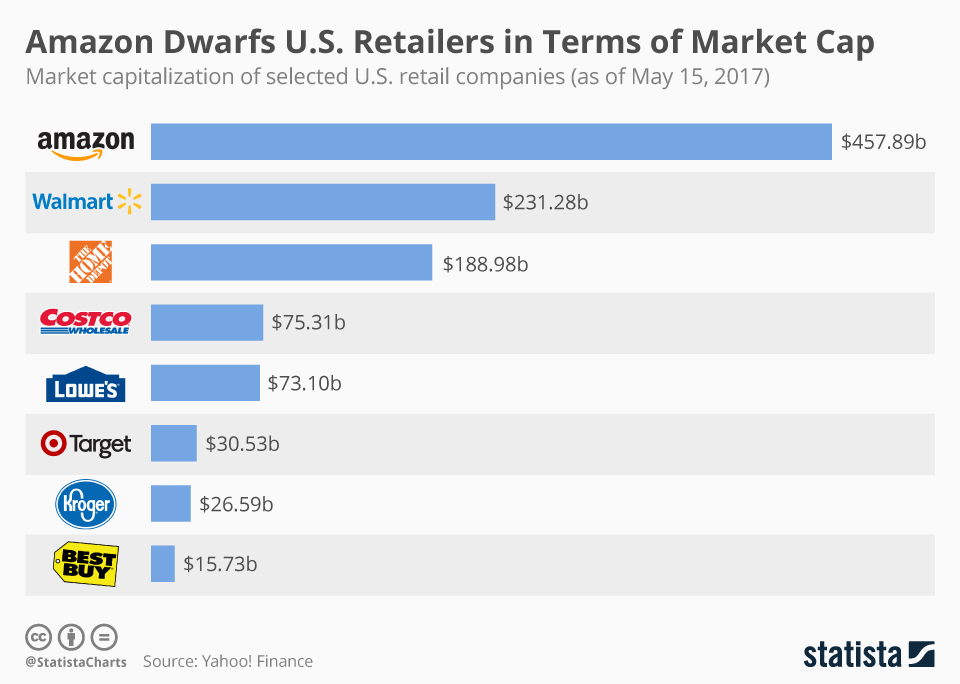 Amazon Dwarfs U.S. Retailers in Terms of Market Cap
Market capitalization of selected U.S. retail companies (as of May 15, 2017)
amazon
$457.89b
Walmart
$231.28b
THE
HOME
DEPOT
$188.98b
COSTCO
WHOLESALE
$75.31b
LOWE'S
$73.10b
Target
$30.53b
Kroger
$26.59b
BEST
BUY
$15.73b
cc
@StatistaCharts Source: Yahoo! Finance
statista